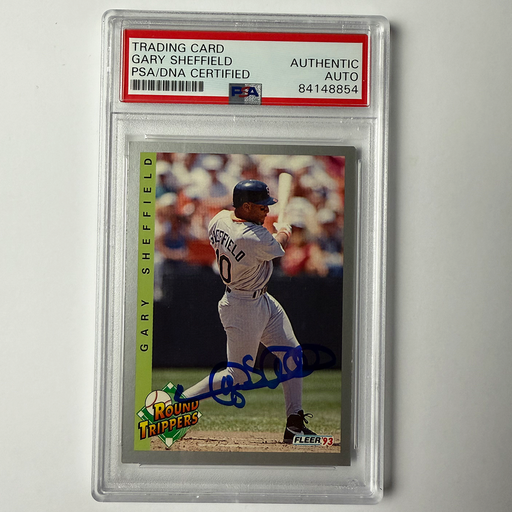 TRADING CARD
GARY SHEFFIELD
PSA/DNA CERTIFIED
AUTHENTIC
AUTO
84148854
PSA
GARY SHEFFIELD
SHEFFIELD
10
ROUND
TRIPPERS
FLEER '93